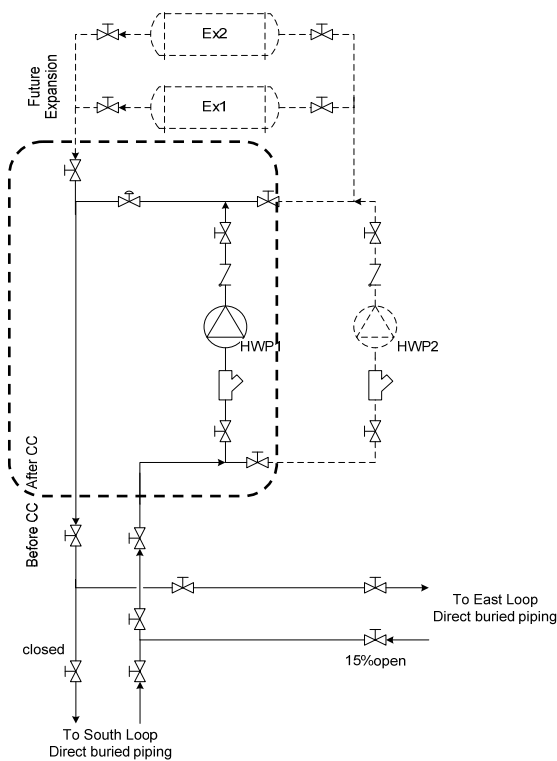 Ex2
Future
Expansion
Ex1
HWP1
HWP2
After CC
Before CC
To East Loop
Direct buried piping
closed
15%open
To South Loop
Direct buried piping